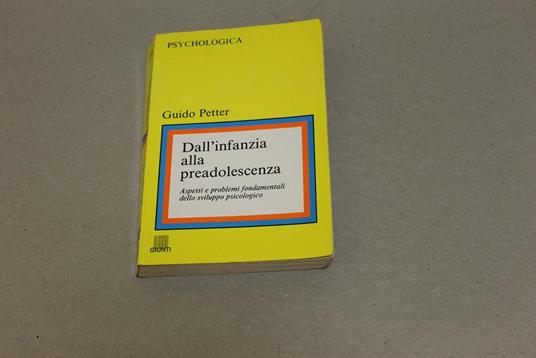 PSYCHOLOGICA
Guido Petter
Dall'infanzia
alla
preadolescenza
Aspetti e problemi fondamentali
dello sviluppo psicologico
GIUNTI